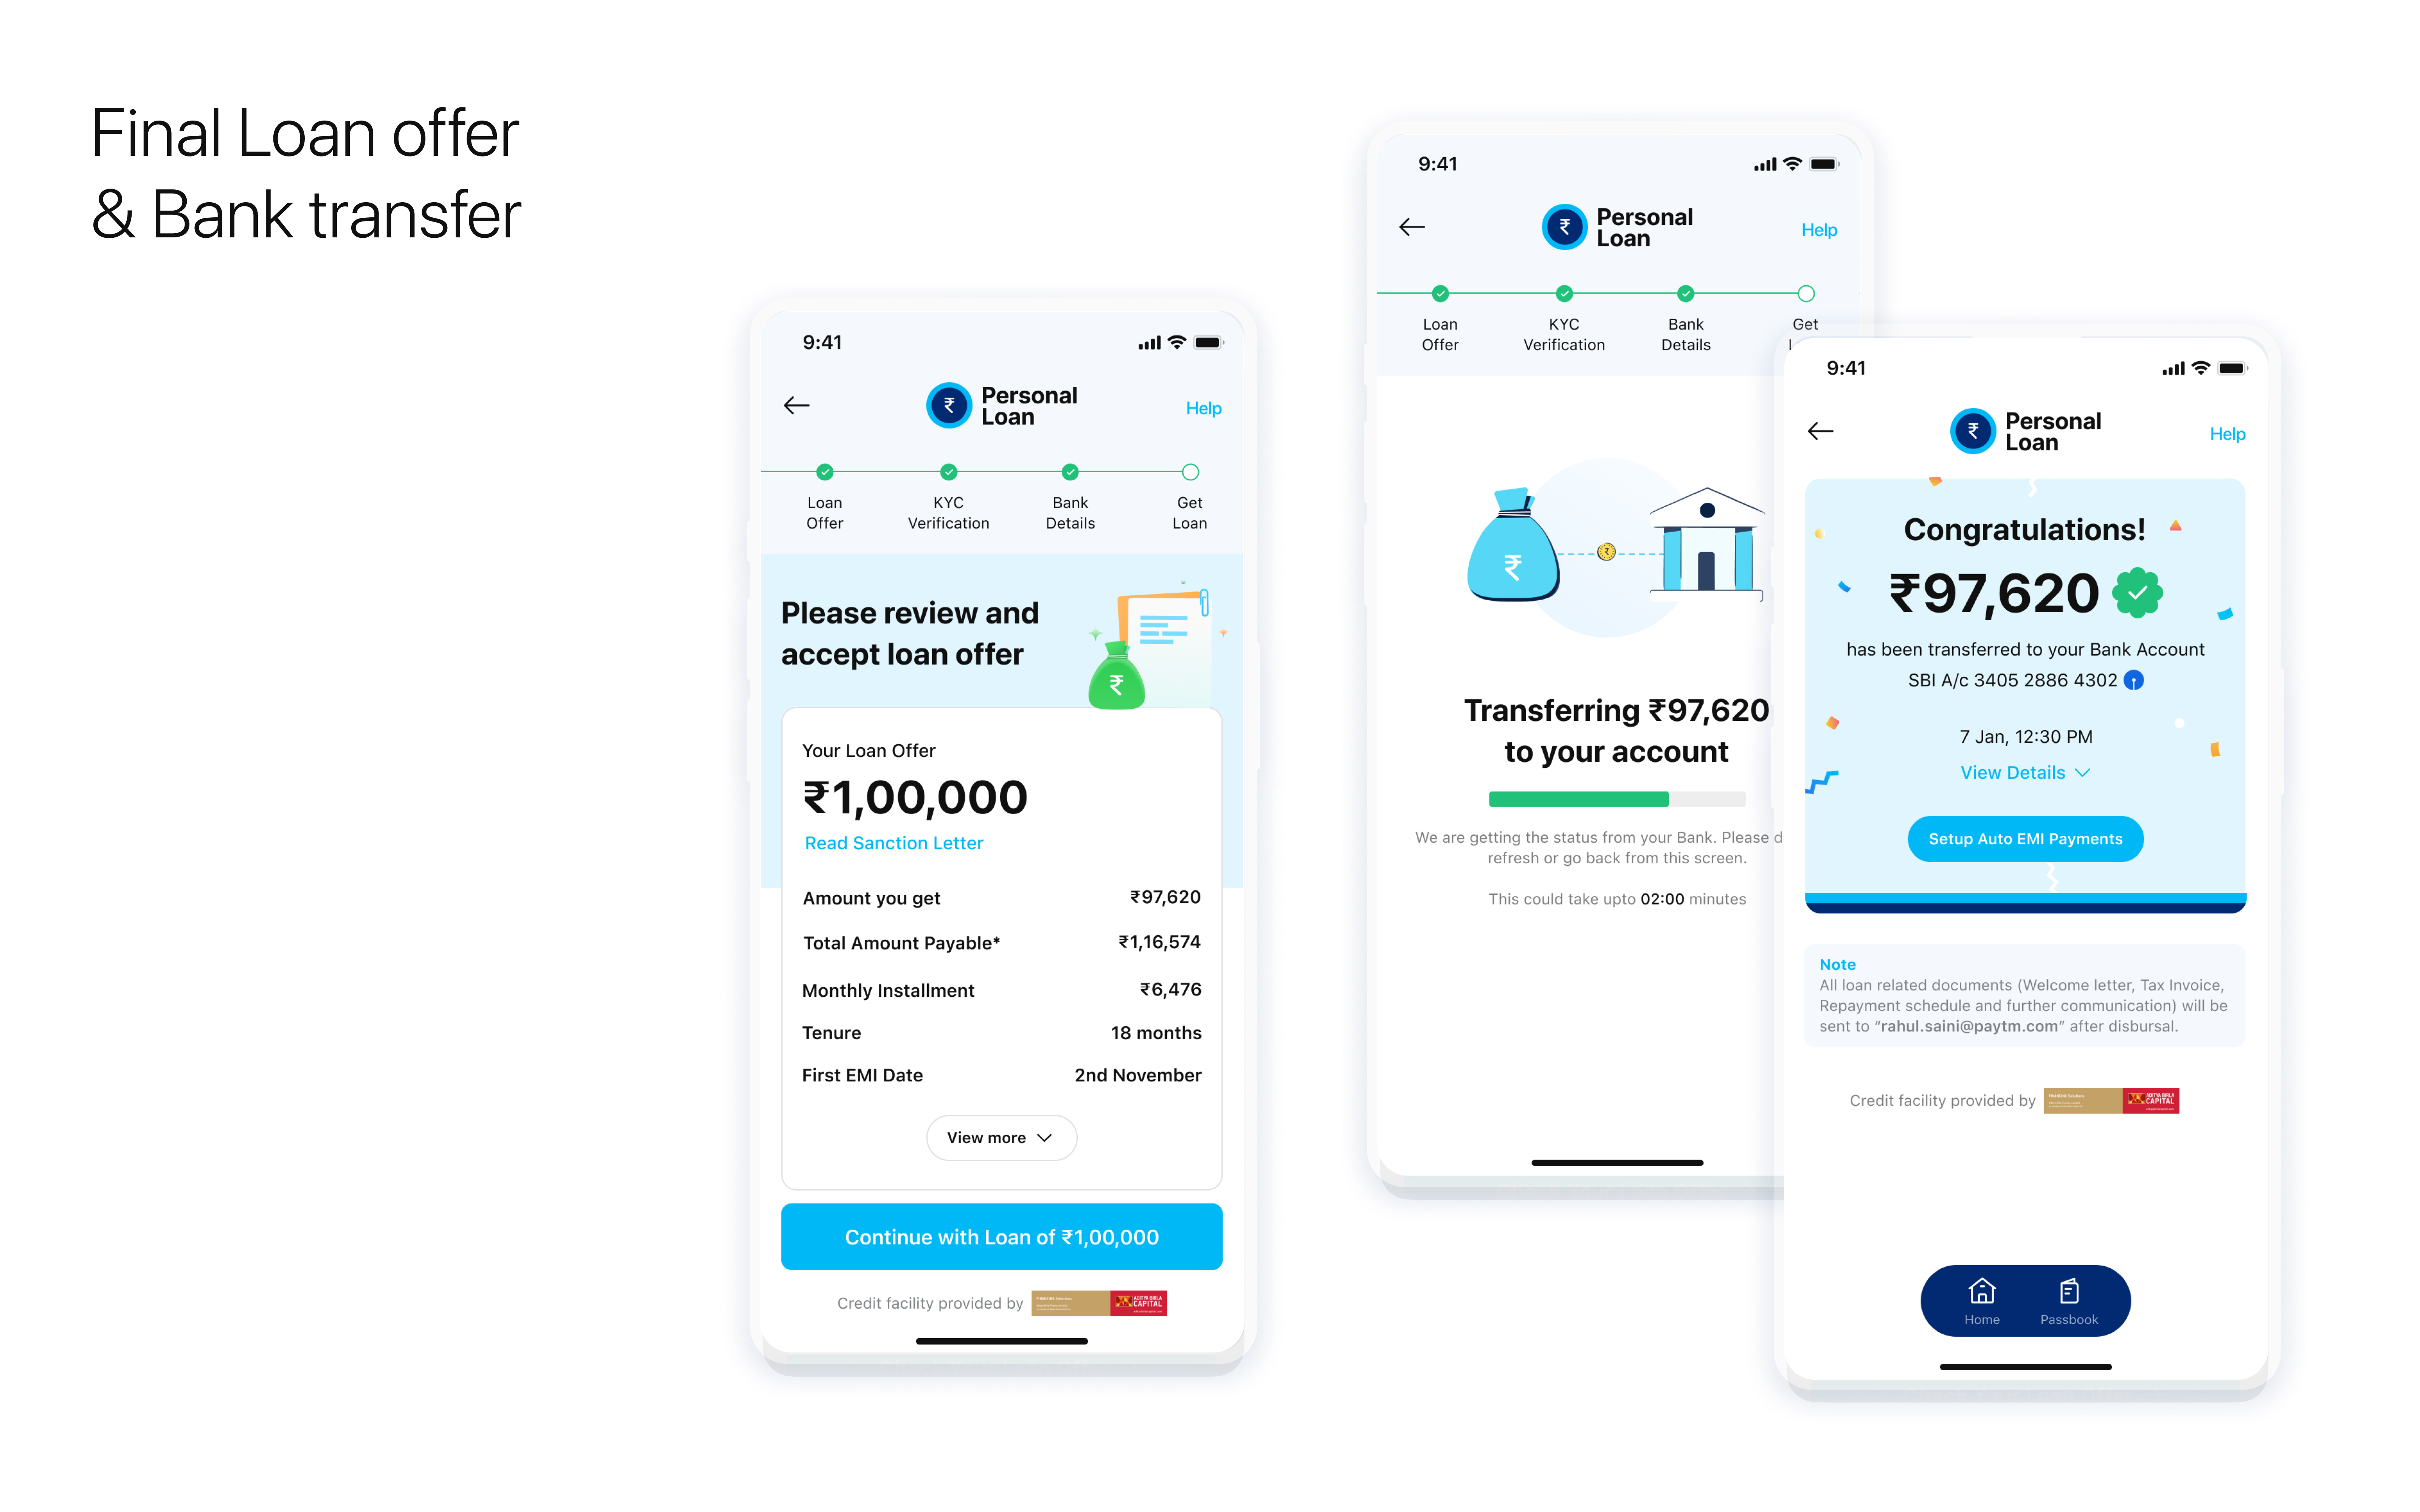 Final Loan offer
& Bank transfer
9:41
₹
Personal
Loan
Help
Loan
Offer
KYC
Verification
Bank
Details
Get
Loan
Please review and
accept loan offer
₹
Your Loan Offer
₹1,00,000
Read Sanction Letter
Amount you get ₹97,620
Total Amount Payable* ₹1,16,574
Monthly Installment ₹6,476
Tenure 18 months
First EMI Date 2nd November
View more
Continue with Loan of ₹1,00,000
Credit facility provided by
ADITYA BIRLA
CAPITAL
9:41
₹
Personal
Loan
Help
Loan
Offer
KYC
Verification
Bank
Details
Get
₹
₹
Transferring ₹97,620
to your account
We are getting the status from your Bank. Please d
refresh or go back from this screen.
This could take upto 02:00 minutes
9:41
₹
Personal
Loan
Help
Congratulations!
₹97,620
has been transferred to your Bank Account
SBI A/c 3405 2886 4302
7 Jan, 12:30 PM
View Details
Setup Auto EMI Payments
Note
All loan related documents (Welcome letter, Tax Invoice,
Repayment schedule and further communication) will be
sent to “rahul.saini@paytm.com” after disbursal.
Credit facility provided by
ADITYA BIRLA
CAPITAL
Home
Passbook